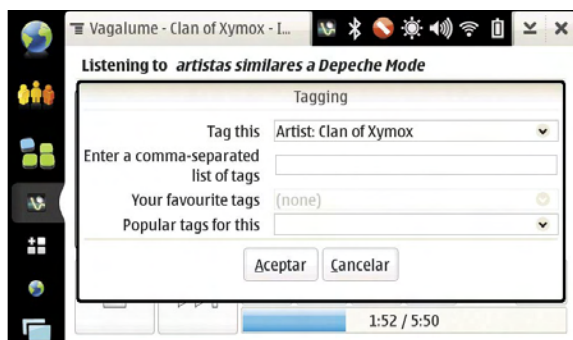 Vagalume - Clan of Xymox - I...
Listening to artistas similares a Depeche Mode
Tagging
Tag this Artist: Clan of Xymox
Enter a comma-separated
list of tags
Your favourite tags (none)
Popular tags for this
Aceptar Cancelar
1:52 / 5:50